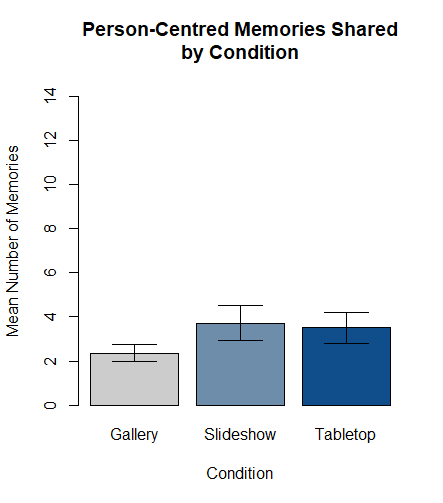 Person-Centred Memories Shared
by Condition
Mean Number of Memories
14
12
10
8
6
4
2
0
Gallery Slideshow Tabletop
Condition